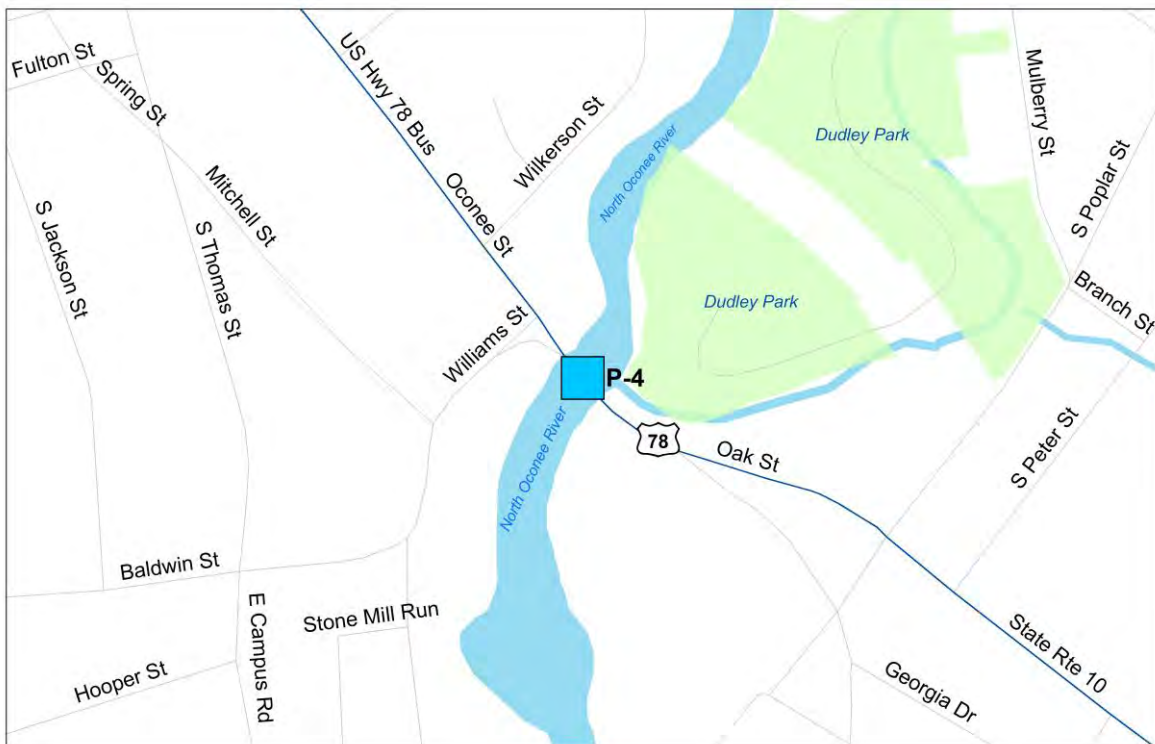 Fulton St
Spring St
US Hwy 78 Bus
Wilkerson St
North Oconee River
Dudley Park
Mulberry St
S Poplar St
Mitchell St
Oconee St
S Jackson St
S Thomas St
Branch St
Dudley Park
Williams St
P-4
North Oconee River
78
Oak St
S Peter St
Baldwin St
Stone Mill Run
E Campus Rd
State Rte 10
Hooper St
Georgia Dr